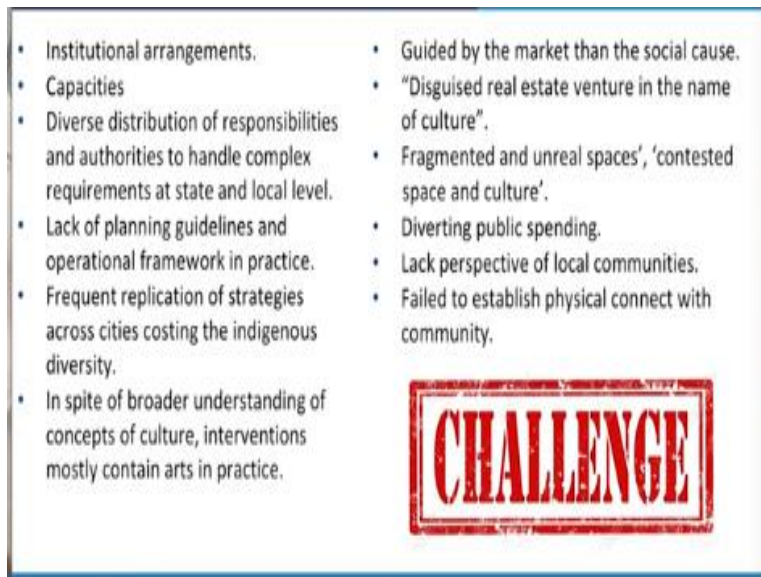 • Institutional arrangements.
• Capacities
• Diverse distribution of responsibilities
and authorities to handle complex
requirements at state and local level.
• Lack of planning guidelines and
operational framework in practice.
• Frequent replication of strategies
across cities costing the indigenous
diversity.
• In spite of broader understanding of
concepts of culture, interventions
mostly contain arts in practice.
• Guided by the market than the social cause.
• “Disguised real estate venture in the name
of culture”.
• Fragmented and unreal spaces’, ‘contested
space and culture’.
• Diverting public spending.
• Lack perspective of local communities.
• Failed to establish physical connect with
community.
CHALLENGE